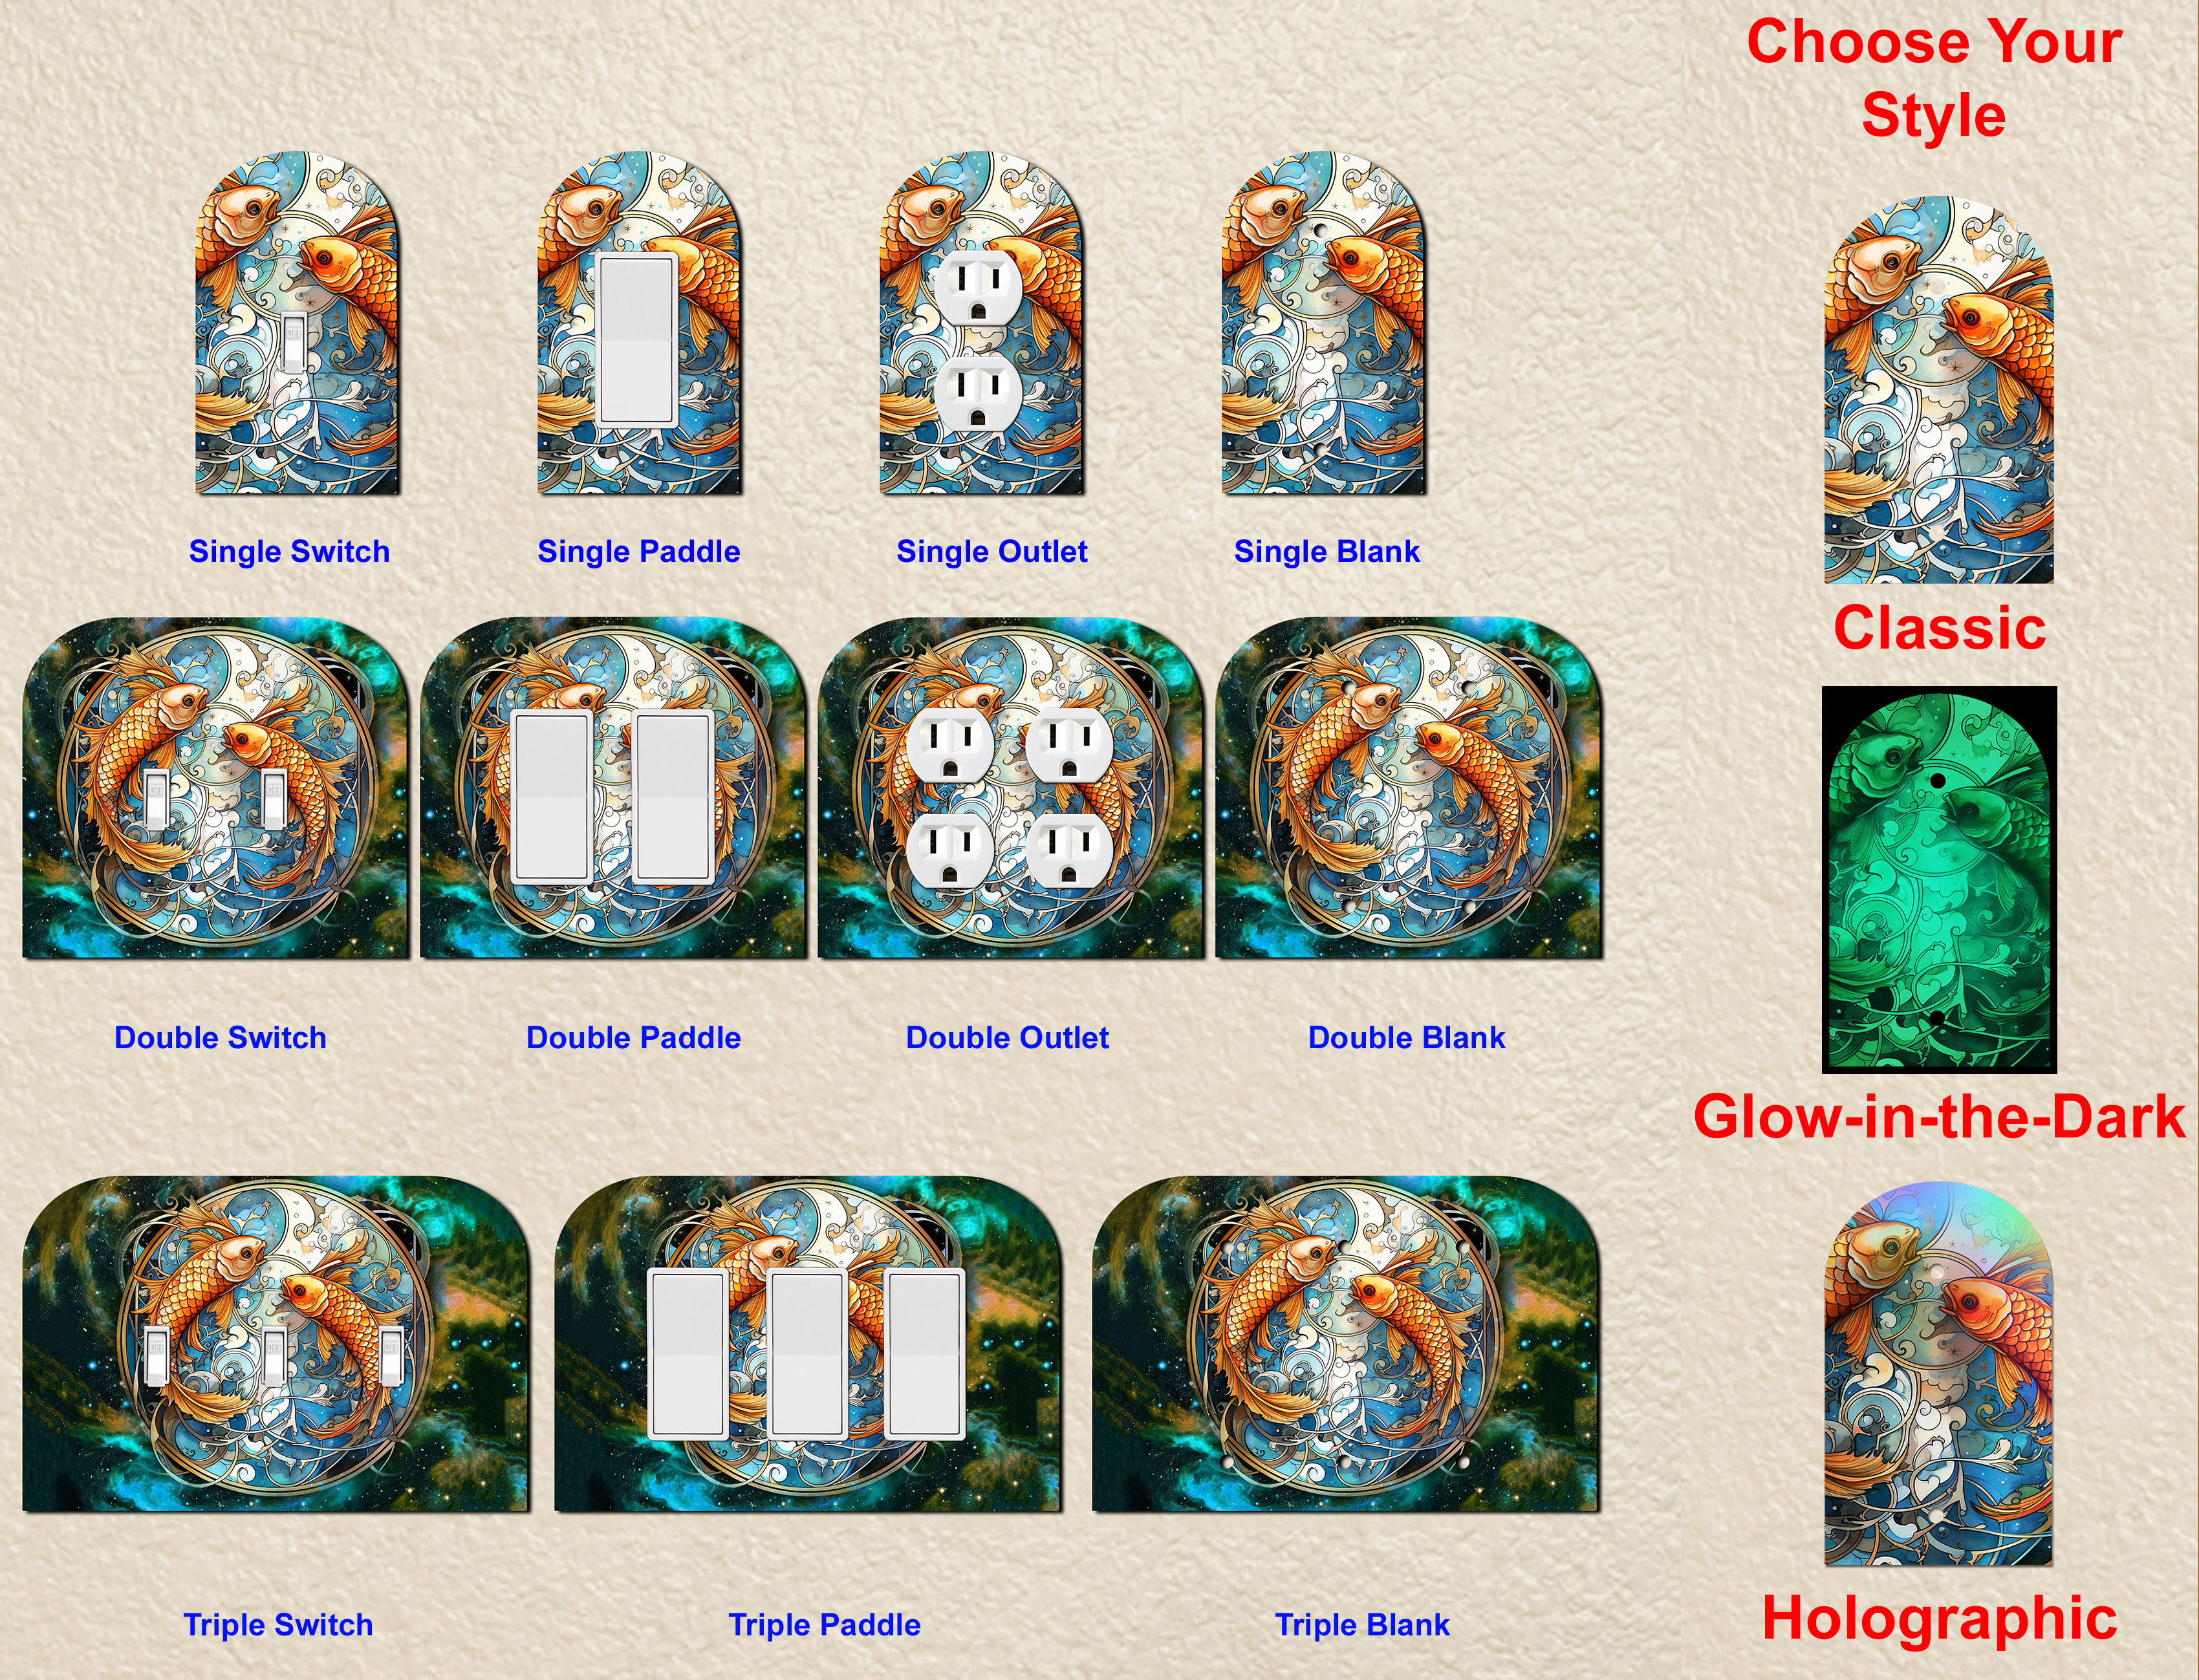 Choose Your
Style
Single Switch
Single Paddle
Single Outlet
Single Blank
Classic
Double Switch
Double Paddle
Double Outlet
Double Blank
Glow-in-the-Dark
Triple Switch
Triple Paddle
Triple Blank
Holographic